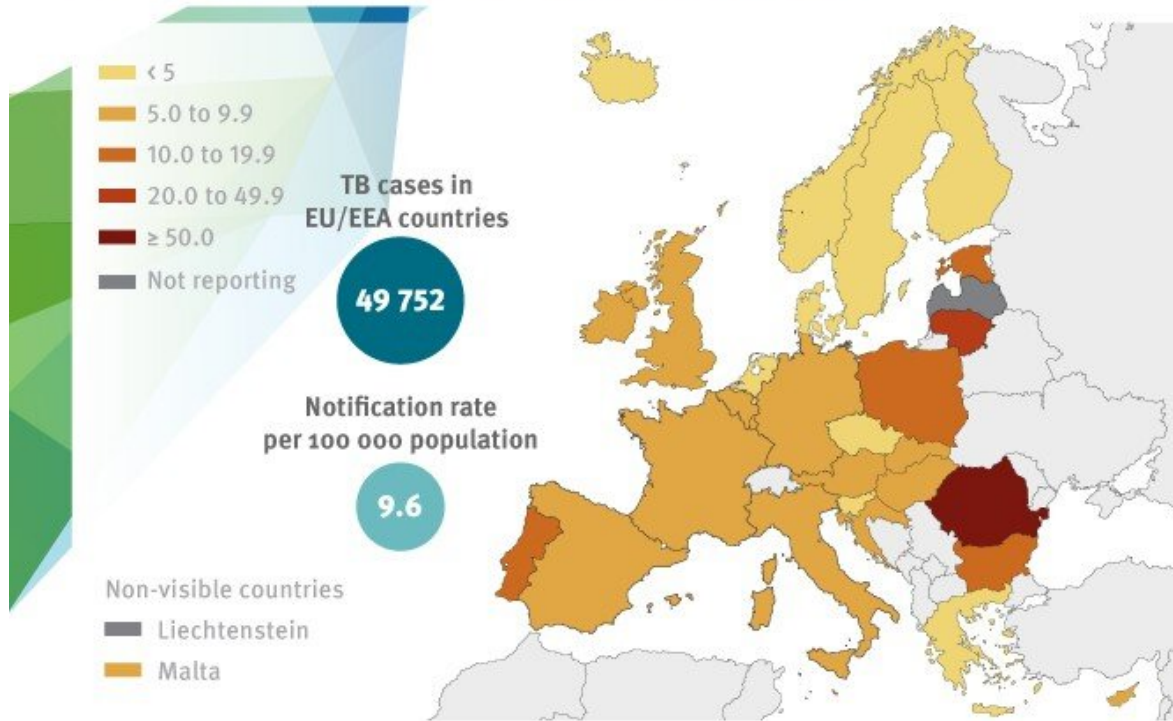 < 5
5.0 to 9.9
10.0 to 19.9
20.0 to 49.9
≥ 50.0
Not reporting
TB cases in
EU/EEA countries
49 752
Notification rate
per 100 000 population
9.6
Non-visible countries
Liechtenstein
Malta